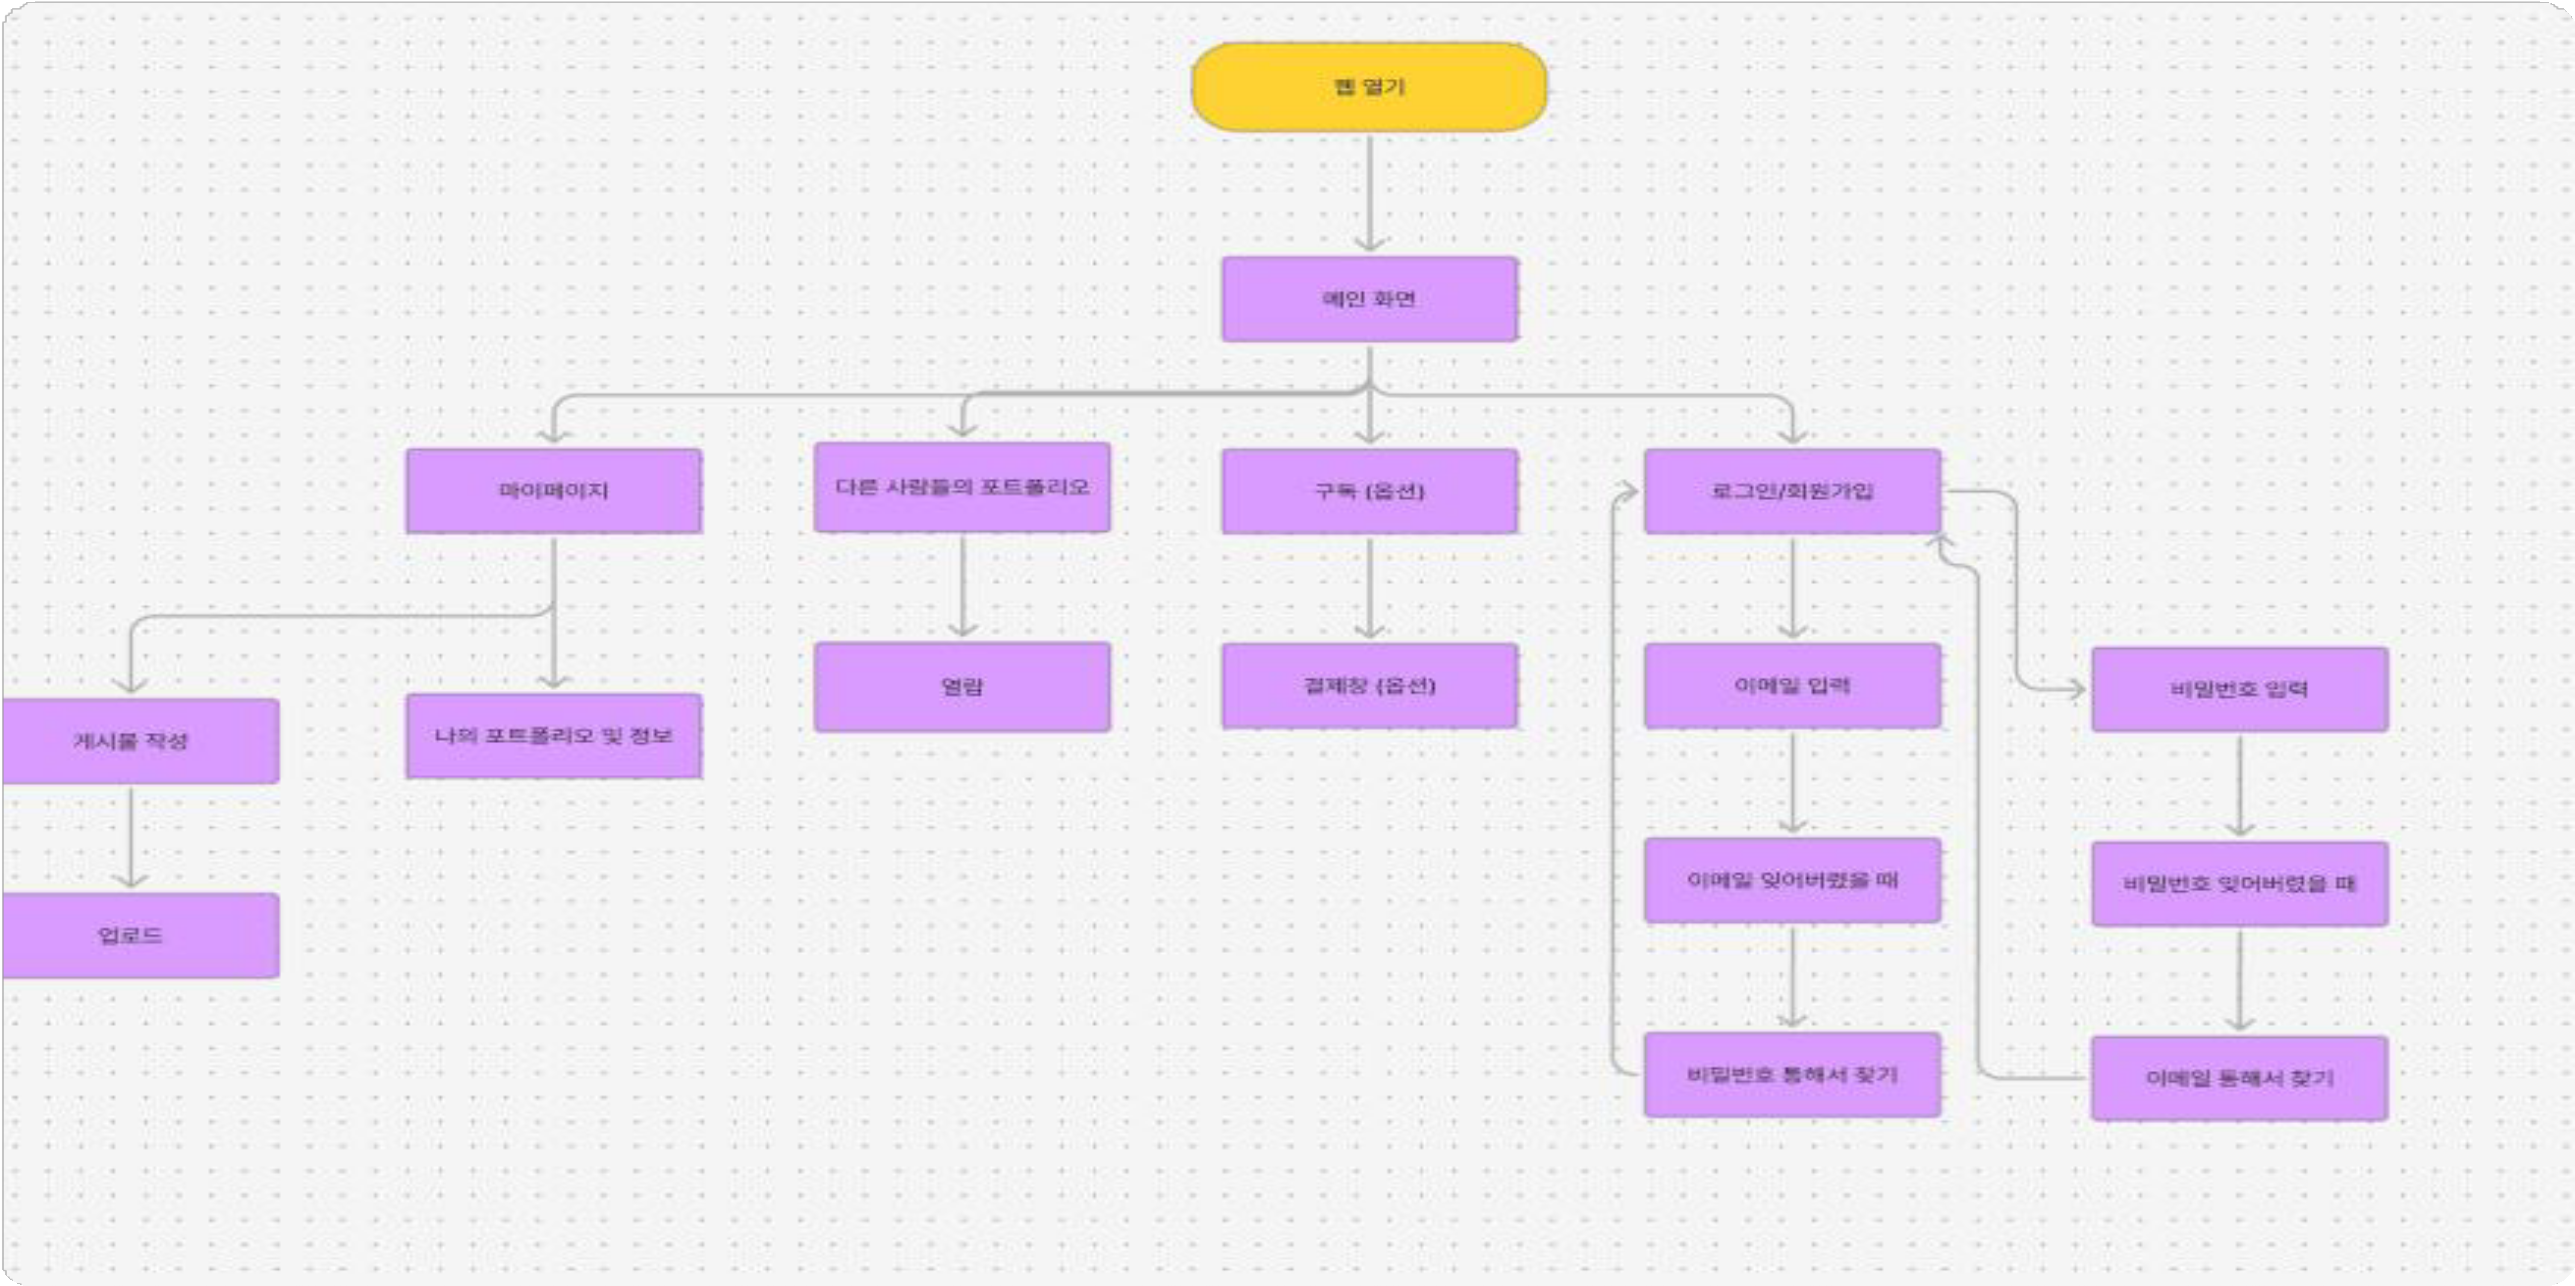 웹 열기
메인 화면
마이페이지
다른 사람들의 포트폴리오
구독 (옵션)
로그인/회원가입
게시물 작성
나의 포트폴리오 및 정보
열람
결제창 (옵션)
이메일 입력
비밀번호 입력
업로드
이메일 잊어버렸을 때
비밀번호 잊어버렸을 때
비밀번호 통해서 찾기
이메일 통해서 찾기